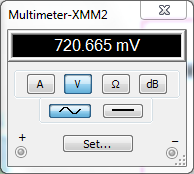 Multimeter-XMM2
720.665 mV
A V Ω dB
Set...
+ −